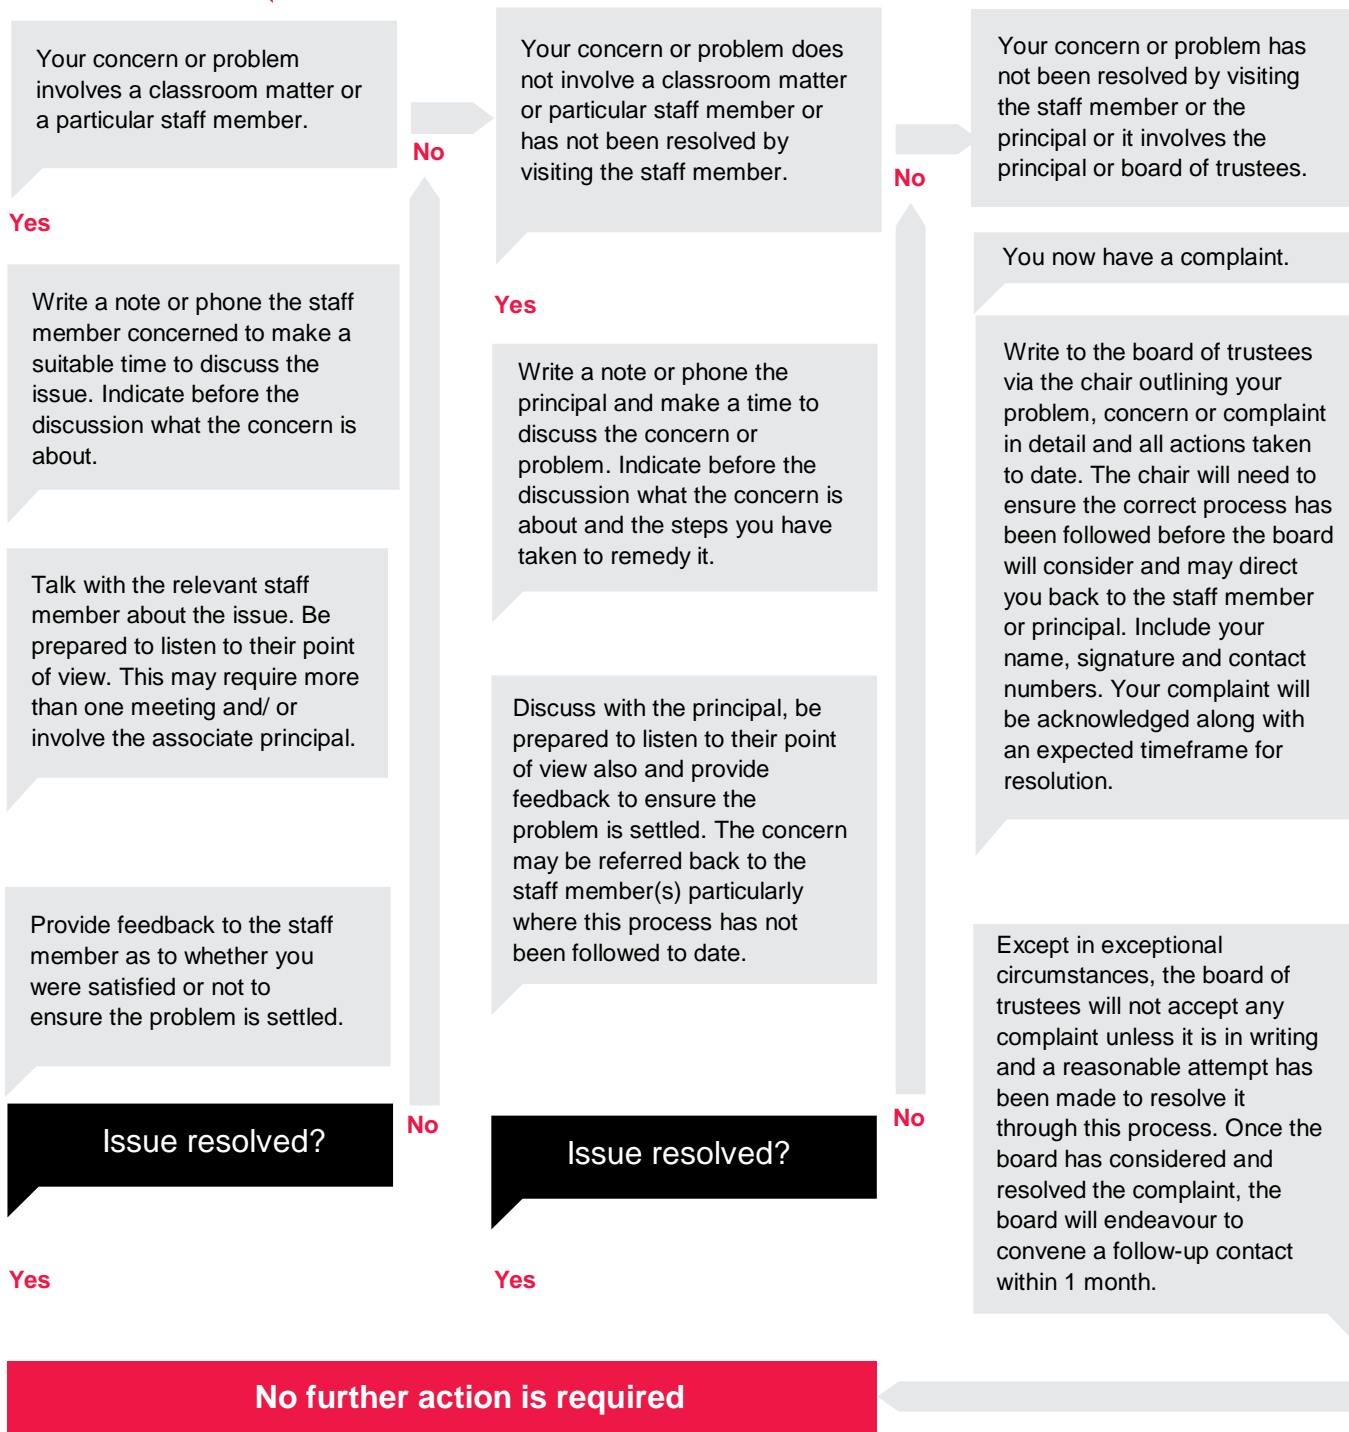 Your concern or problem
involves a classroom matter or
a particular staff member.
No
Yes
Write a note or phone the staff
member concerned to make a
suitable time to discuss the
issue. Indicate before the
discussion what the concern is
about.
Talk with the relevant staff
member about the issue. Be
prepared to listen to their point
of view. This may require more
than one meeting and/ or
involve the associate principal.
Provide feedback to the staff
member as to whether you
were satisfied or not to
ensure the problem is settled.
Issue resolved?
No
Yes
Your concern or problem does
not involve a classroom matter
or particular staff member or
has not been resolved by
visiting the staff member.
No
Yes
Write a note or phone the
principal and make a time to
discuss the concern or
problem. Indicate before the
discussion what the concern is
about and the steps you have
taken to remedy it.
Discuss with the principal, be
prepared to listen to their point
of view also and provide
feedback to ensure the
problem is settled. The concern
may be referred back to the
staff member(s) particularly
where this process has not
been followed to date.
Issue resolved?
No
Yes
Your concern or problem has
not been resolved by visiting
the staff member or the
principal or it involves the
principal or board of trustees.
You now have a complaint.
Write to the board of trustees
via the chair outlining your
problem, concern or complaint
in detail and all actions taken
to date. The chair will need to
ensure the correct process has
been followed before the board
will consider and may direct
you back to the staff member
or principal. Include your
name, signature and contact
numbers. Your complaint will
be acknowledged along with
an expected timeframe for
resolution.
Except in exceptional
circumstances, the board of
trustees will not accept any
complaint unless it is in writing
and a reasonable attempt has
been made to resolve it
through this process. Once the
board has considered and
resolved the complaint, the
board will endeavour to
convene a follow-up contact
within 1 month.
No further action is required